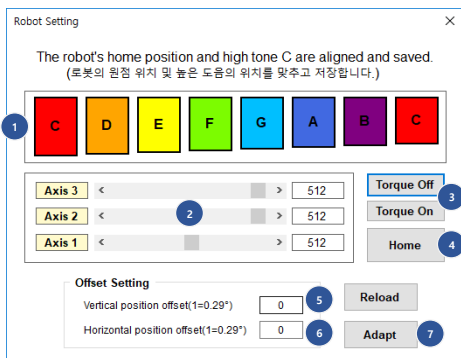 Robot Setting
The robot's home position and high tone C are aligned and saved.
(로봇의 원점 위치 및 높은 도음의 위치를 맞추고 저장합니다.)
1
C D E F G A B C
Axis 3 < > 512
Torque Off
3
Axis 2 < 2 > 512
Torque On
Axis 1 < > 512
Home 4
Offset Setting
Vertical position offset(1=0.29°) 0 5 Reload
Horizontal position offset(1=0.29°) 0 6 Adapt 7